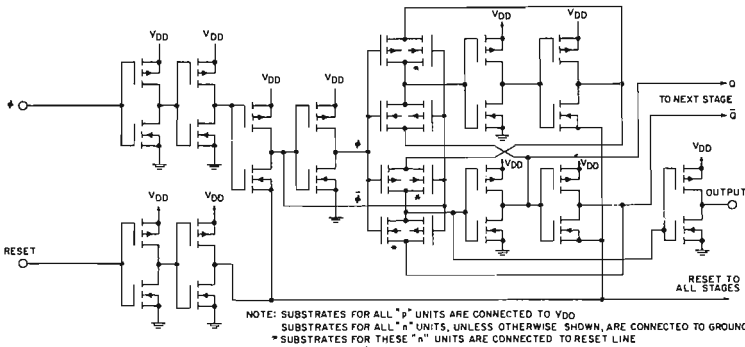 VDD VDD
VDD VDD
VDD VDD
ϕ
Q
TO NEXT STAGE
Q̅
ϕ
*
VDD VDD
VDD
ϕ̅
*
OUTPUT
VDD VDD
RESET
*
RESET TO
ALL STAGES
NOTE: SUBSTRATES FOR ALL "p" UNITS ARE CONNECTED TO VDD
SUBSTRATES FOR ALL "n" UNITS, UNLESS OTHERWISE SHOWN, ARE CONNECTED TO GROUND
* SUBSTRATES FOR THESE "n" UNITS ARE CONNECTED TO RESET LINE